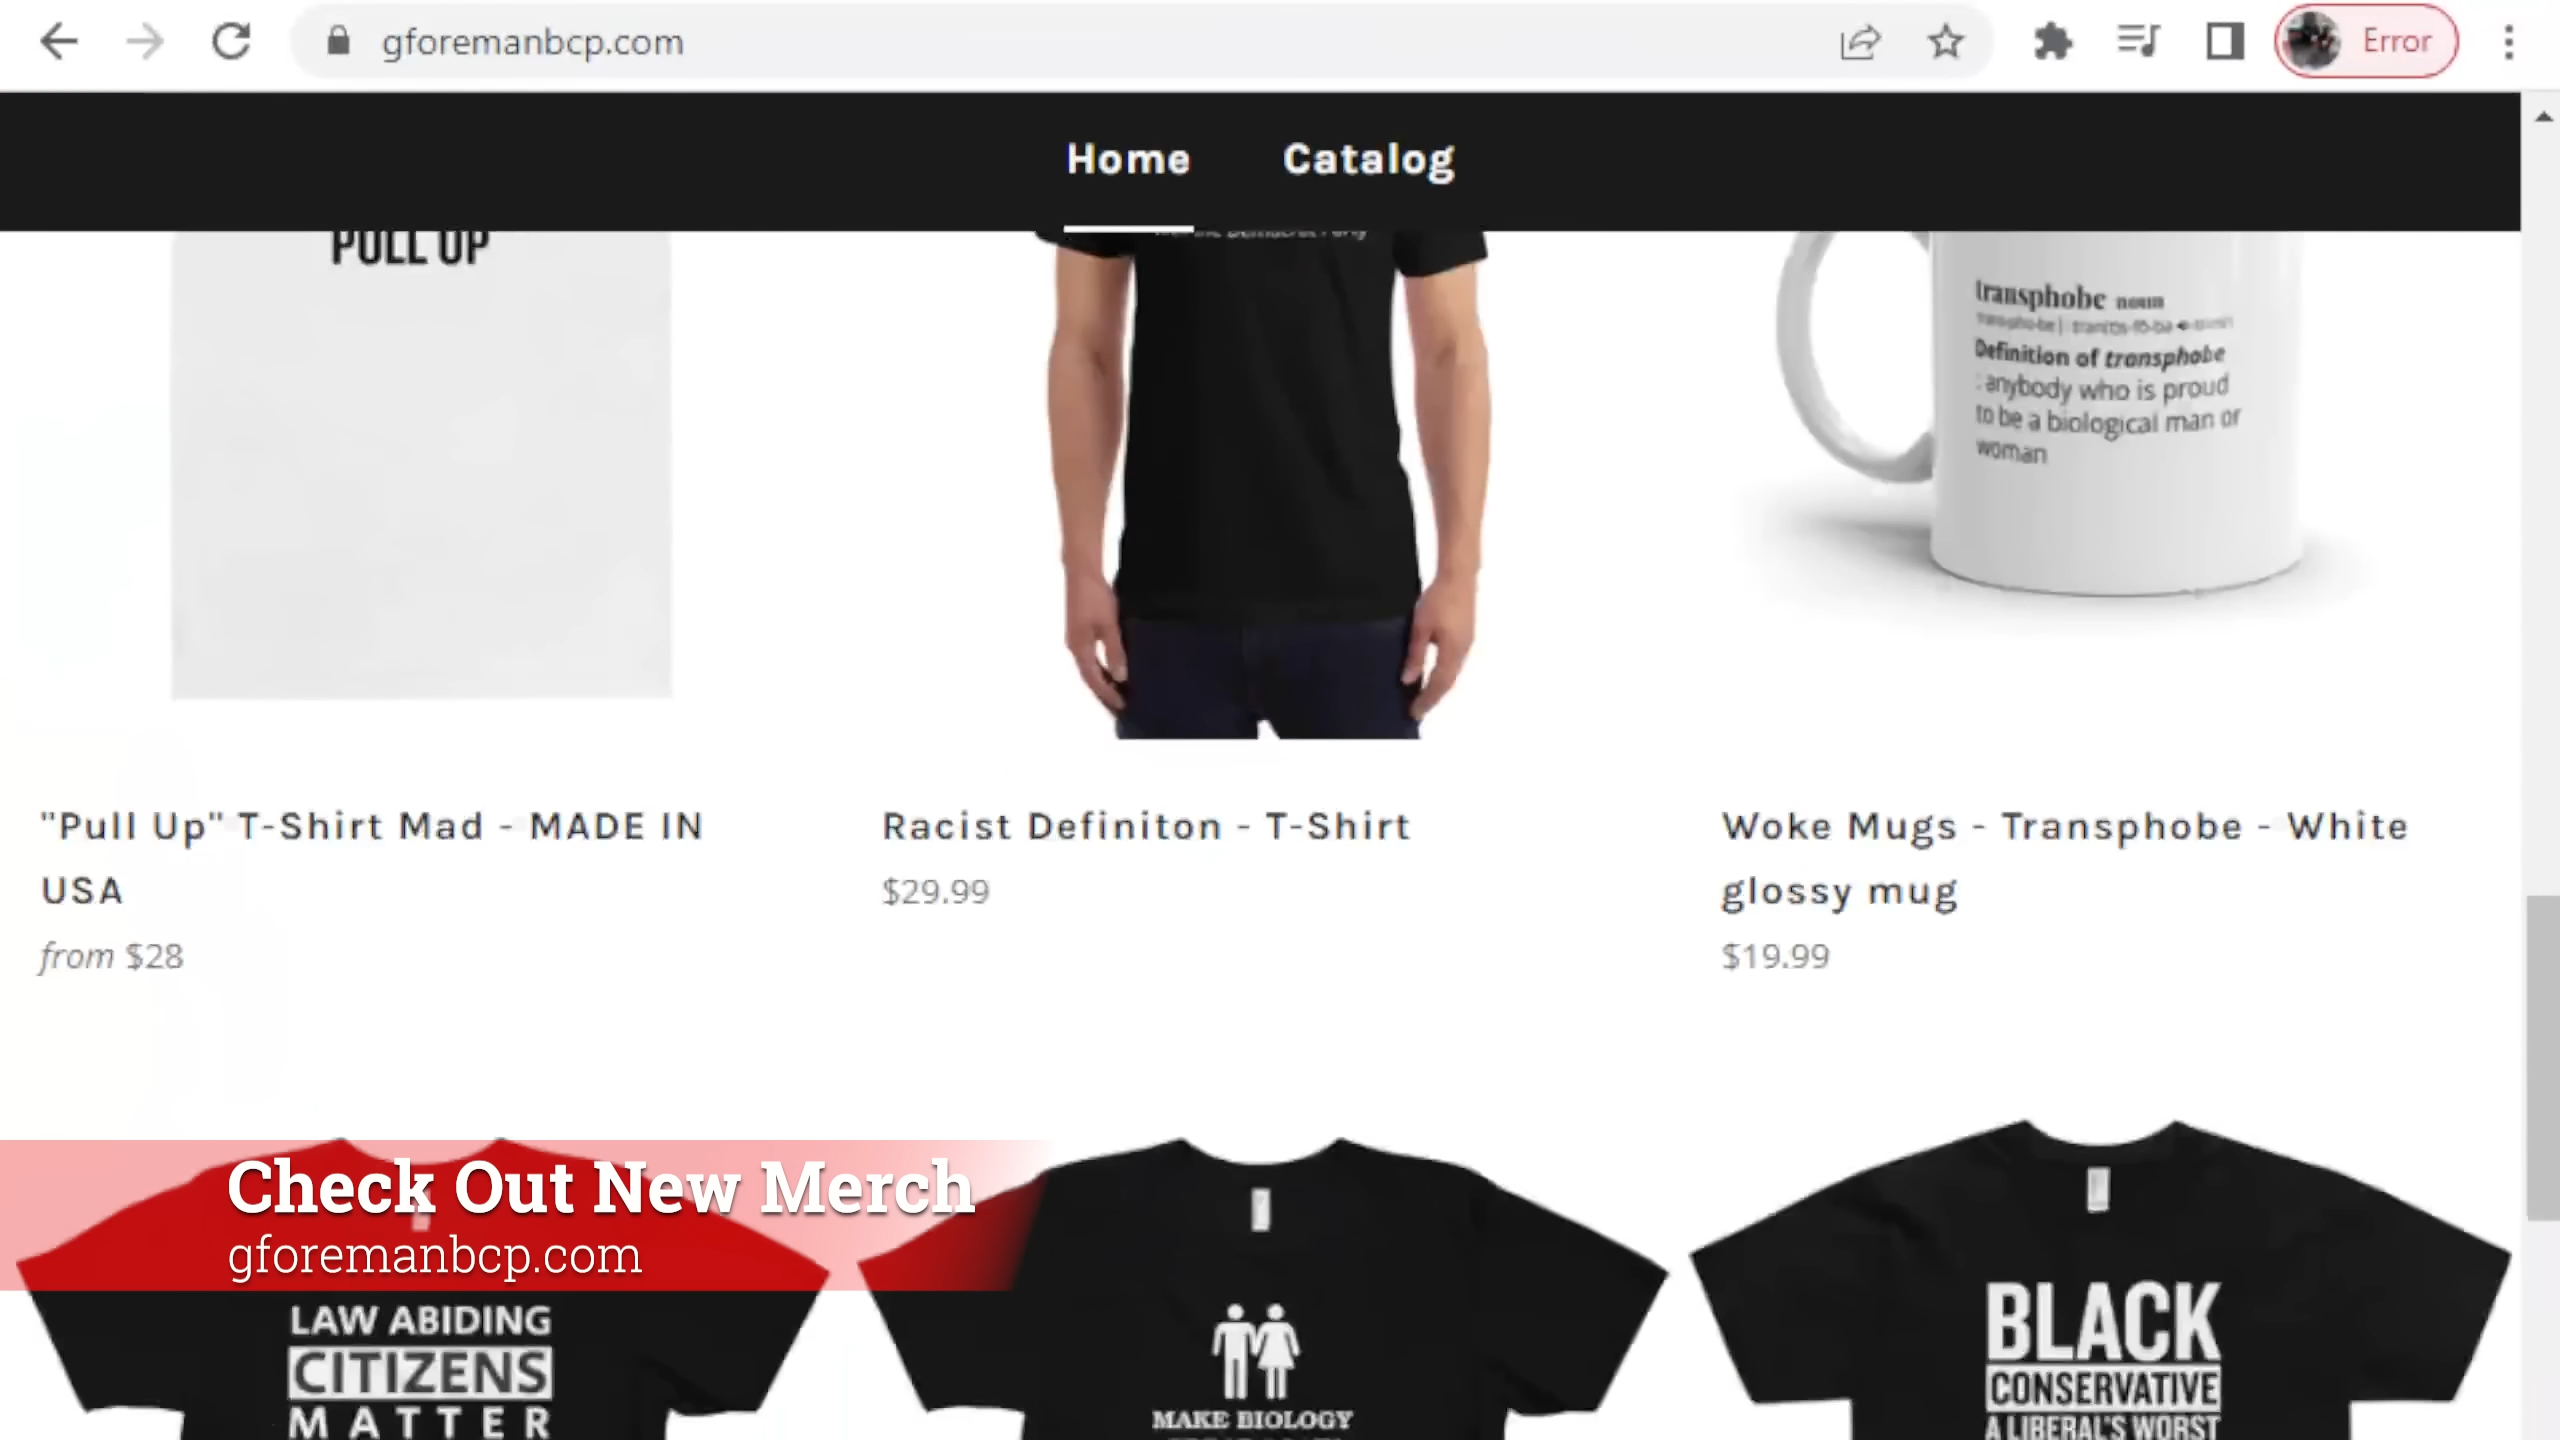 gforemanbcp.com
Error
Home
Catalog
PULL UP
Democrat Party
transphobe noun
Definition of transphobe
: anybody who is proud
to be a biological man or
woman
"Pull Up" T-Shirt Mad - MADE IN
USA
from $28
Racist Definiton - T-Shirt
$29.99
Woke Mugs - Transphobe - White
glossy mug
$19.99
Check Out New Merch
gforemanbcp.com
LAW ABIDING
CITIZENS
MATTER
MAKE BIOLOGY
BLACK
CONSERVATIVE
A LIBERAL'S WORST